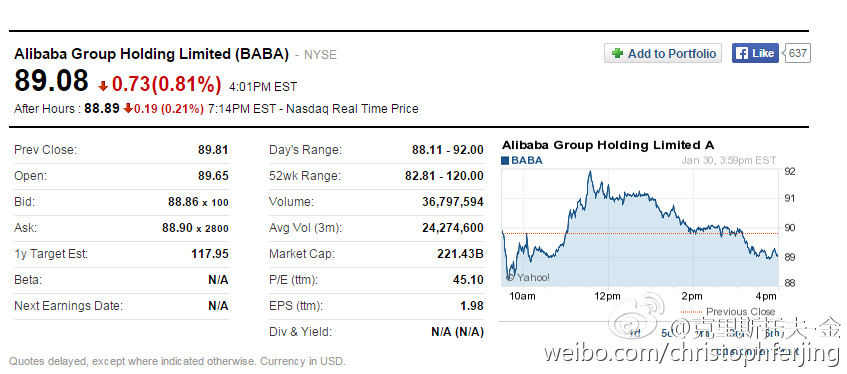 Alibaba Group Holding Limited (BABA) - NYSE
Add to Portfolio
Like 637
89.08 0.73(0.81%) 4:01PM EST
After Hours : 88.89 0.19 (0.21%) 7:14PM EST - Nasdaq Real Time Price
Prev Close: 89.81
Open: 89.65
Bid: 88.86 x 100
Ask: 88.90 x 2800
1y Target Est: 117.95
Beta: N/A
Next Earnings Date: N/A
Day's Range: 88.11 - 92.00
52wk Range: 82.81 - 120.00
Volume: 36,797,594
Avg Vol (3m): 24,274,600
Market Cap: 221.43B
P/E (ttm): 45.10
EPS (ttm): 1.98
Div & Yield: N/A (N/A)
Alibaba Group Holding Limited A
BABA Jan 30, 3:59pm EST
92
91
90
89
88
© Yahoo!
10am 12pm 2pm 4pm
Previous Close
@克里斯托夫-金
weibo.com/christopherjing
Quotes delayed, except where indicated otherwise. Currency in USD.